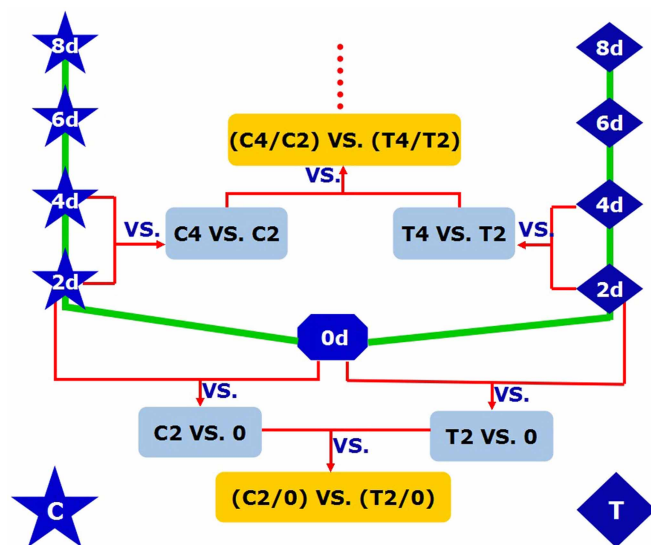 8d
8d
6d
6d
(C4/C2) VS. (T4/T2)
VS.
4d
4d
VS.
C4 VS. C2
T4 VS. T2
VS.
2d
2d
0d
VS.
VS.
C2 VS. 0
T2 VS. 0
VS.
(C2/0) VS. (T2/0)
C
T